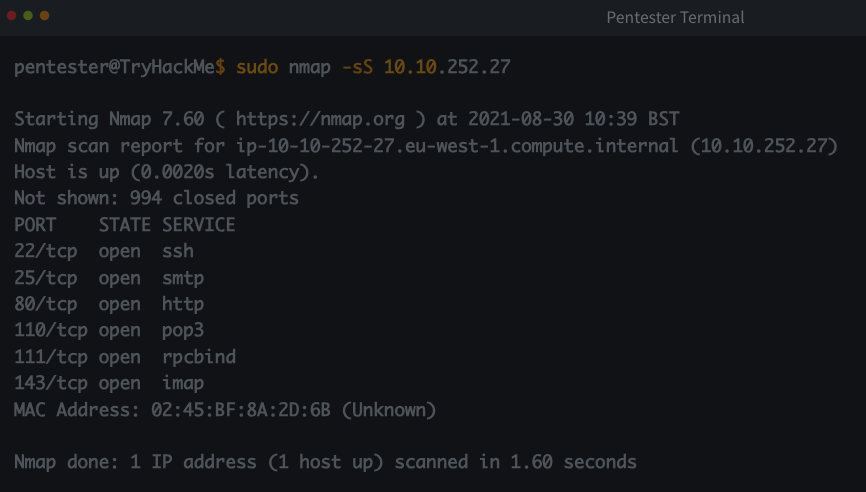 Pentester Terminal
pentester@TryHackMe$ sudo nmap -sS 10.10.252.27
Starting Nmap 7.60 ( https://nmap.org ) at 2021-08-30 10:39 BST
Nmap scan report for ip-10-10-252-27.eu-west-1.compute.internal (10.10.252.27)
Host is up (0.0020s latency).
Not shown: 994 closed ports
PORT    STATE SERVICE
22/tcp  open  ssh
25/tcp  open  smtp
80/tcp  open  http
110/tcp open  pop3
111/tcp open  rpcbind
143/tcp open  imap
MAC Address: 02:45:BF:8A:2D:6B (Unknown)
Nmap done: 1 IP address (1 host up) scanned in 1.60 seconds